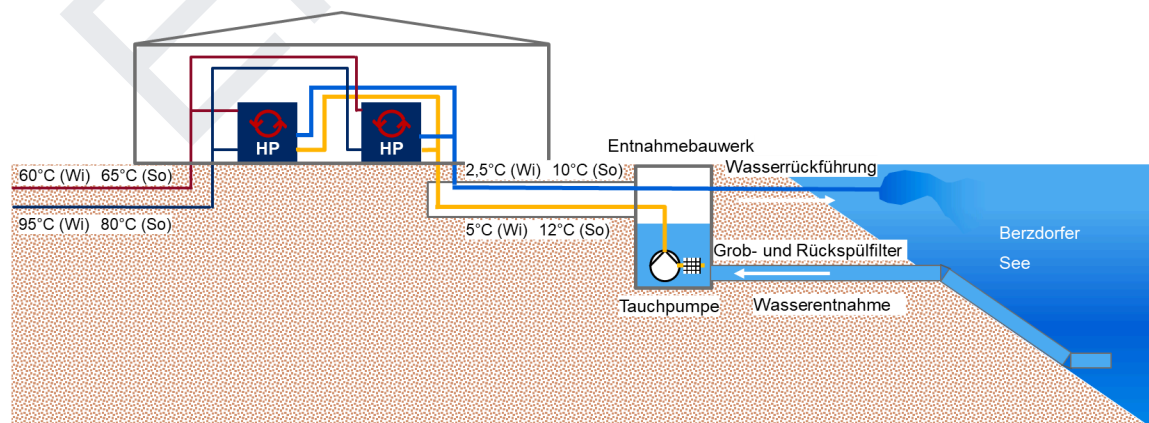 HP
HP
Entnahmebauwerk
60°C (Wi) 65°C (So)
2,5°C (Wi) 10°C (So)
Wasserrückführung
95°C (Wi) 80°C (So)
5°C (Wi) 12°C (So)
Berzdorfer
See
Grob- und Rückspülfilter
Tauchpumpe
Wasserentnahme